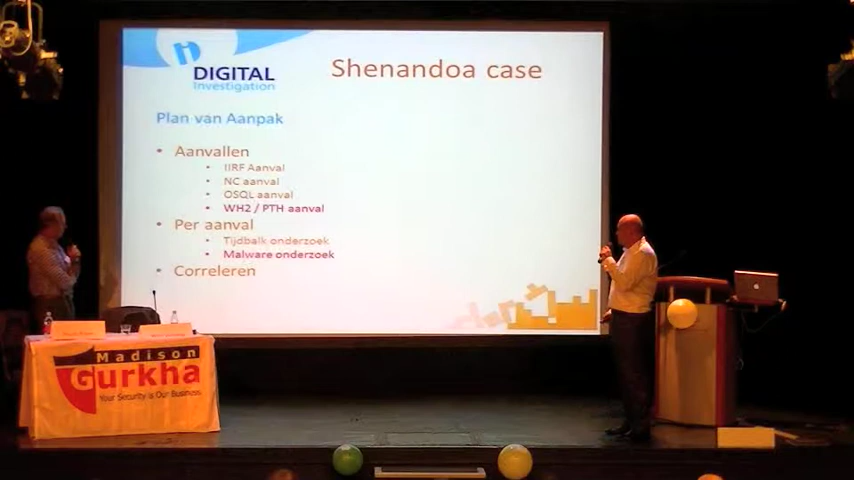 DIGITAL
investigation
Shenandoa case
Plan van Aanpak
• Aanvallen
• IIRF Aanval
• NC aanval
• OSQL aanval
• WH2 / PTH aanval
• Per aanval
• Tijdbalk onderzoek
• Malware onderzoek
• Correleren
Madison
Gurkha
Your Security is Our Business